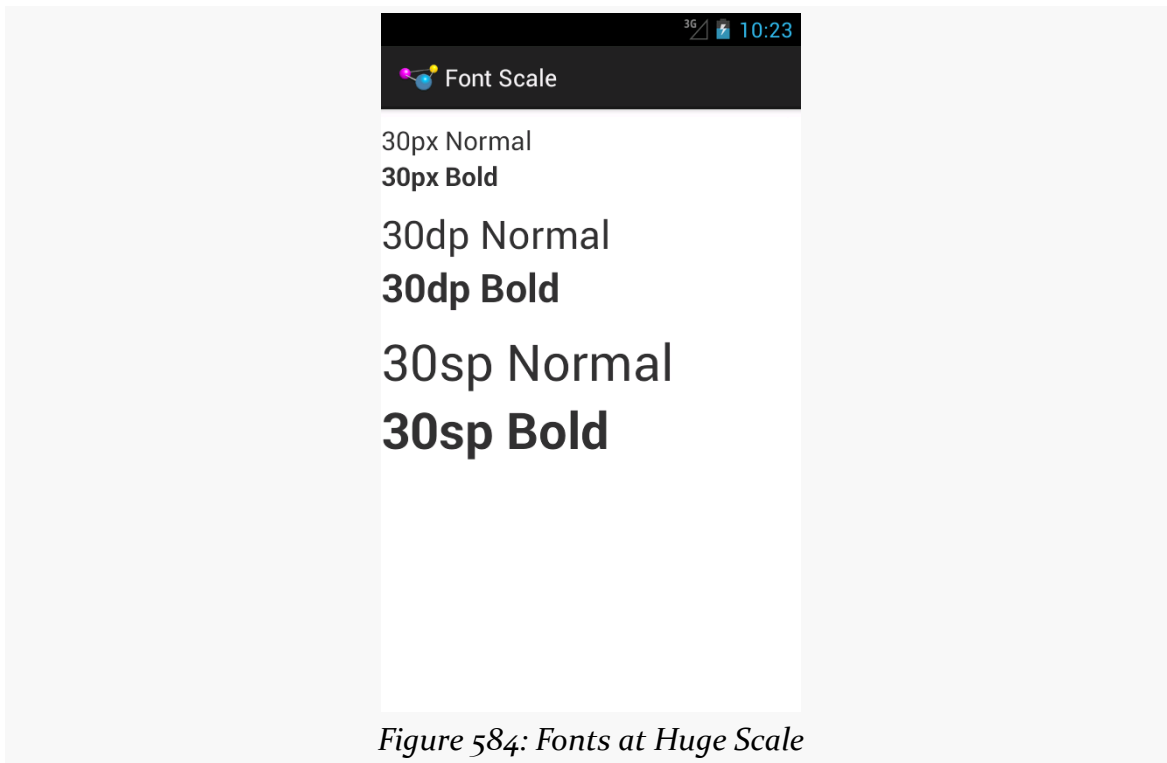 3G 10:23
Font Scale
30px Normal
30px Bold
30dp Normal
30dp Bold
30sp Normal
30sp Bold
Figure 584: Fonts at Huge Scale